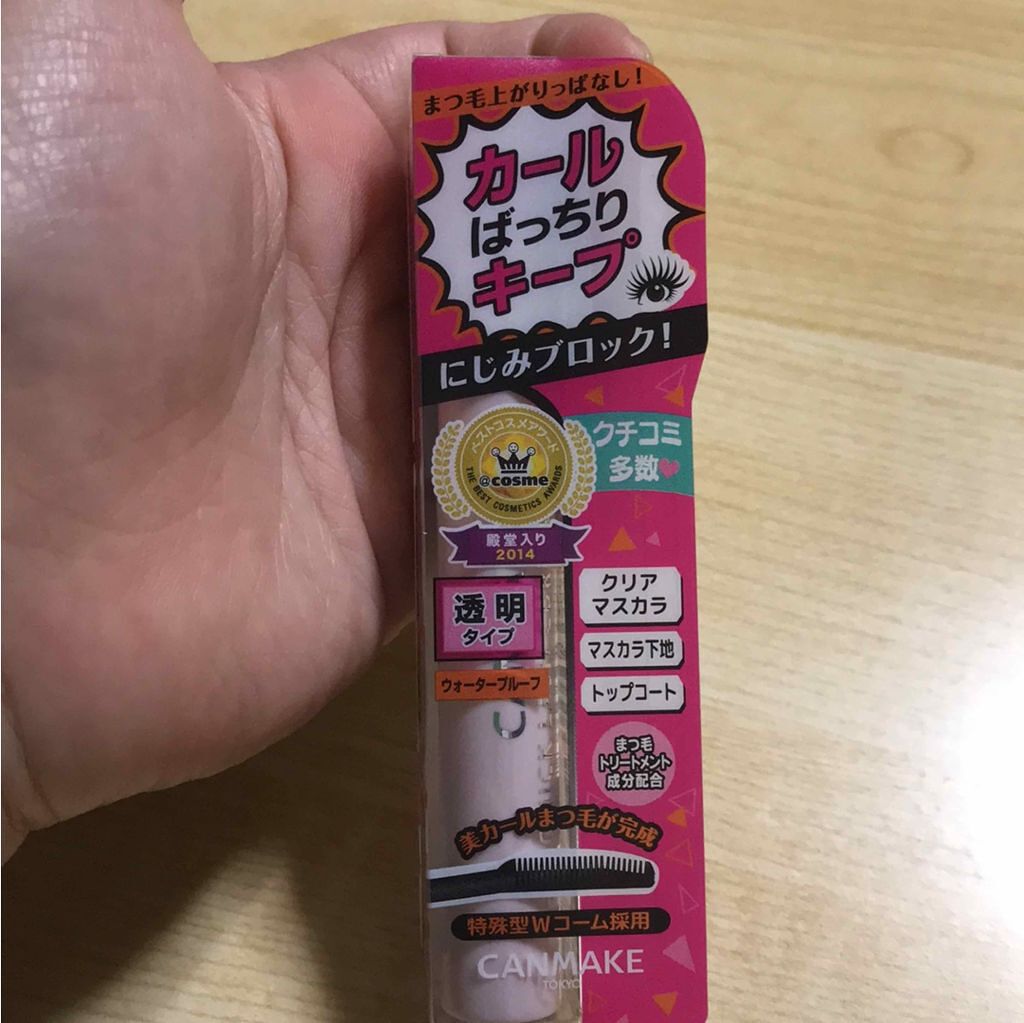 まつ毛上がりっぱなし!
カール
ばっちり
キープ
にじみブロック!
ベストコスメアワード
@cosme
THE BEST COSMETICS AWARDS
殿堂入り
2014
クチコミ
多数
透明
タイプ
ウォータープルーフ
クリア
マスカラ
マスカラ下地
トップコート
まつ毛
トリートメント
成分配合
美カールまつ毛が完成
特殊型Wコーム採用
CANMAKE
TOKYO